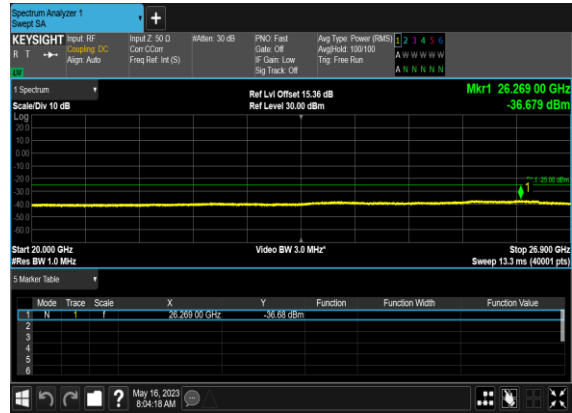 Spectrum Analyzer 1
Swept SA
KEYSIGHT Input: RF Input Z: 50 Ω #Atten: 30 dB PNO: Fast Avg Type: Power (RMS) 1 2 3 4 5 6
R T Coupling: DC Corr CCorr Gate: Off Avg|Hold: 100/100 A W W W W W
Align: Auto Freq Ref: Int (S) IF Gain: Low Trig: Free Run
LW Sig Track: Off A N N N N N
1 Spectrum Ref Lvl Offset 15.36 dB Mkr1 26.269 00 GHz
Scale/Div 10 dB Ref Level 30.00 dBm -36.679 dBm
Log
20.0
10.0
0.00
-10.0
-20.0
-25.00 dBm
1
-30.0
-40.0
-50.0
-60.0
Start 20.000 GHz Video BW 3.0 MHz* Stop 26.900 GHz
#Res BW 1.0 MHz Sweep 13.3 ms (40001 pts)
5 Marker Table
Mode Trace Scale X Y Function Function Width Function Value
1 N 1 f 26.269 00 GHz -36.68 dBm
2
3
4
5
6
? May 16, 2023
8:04:18 AM